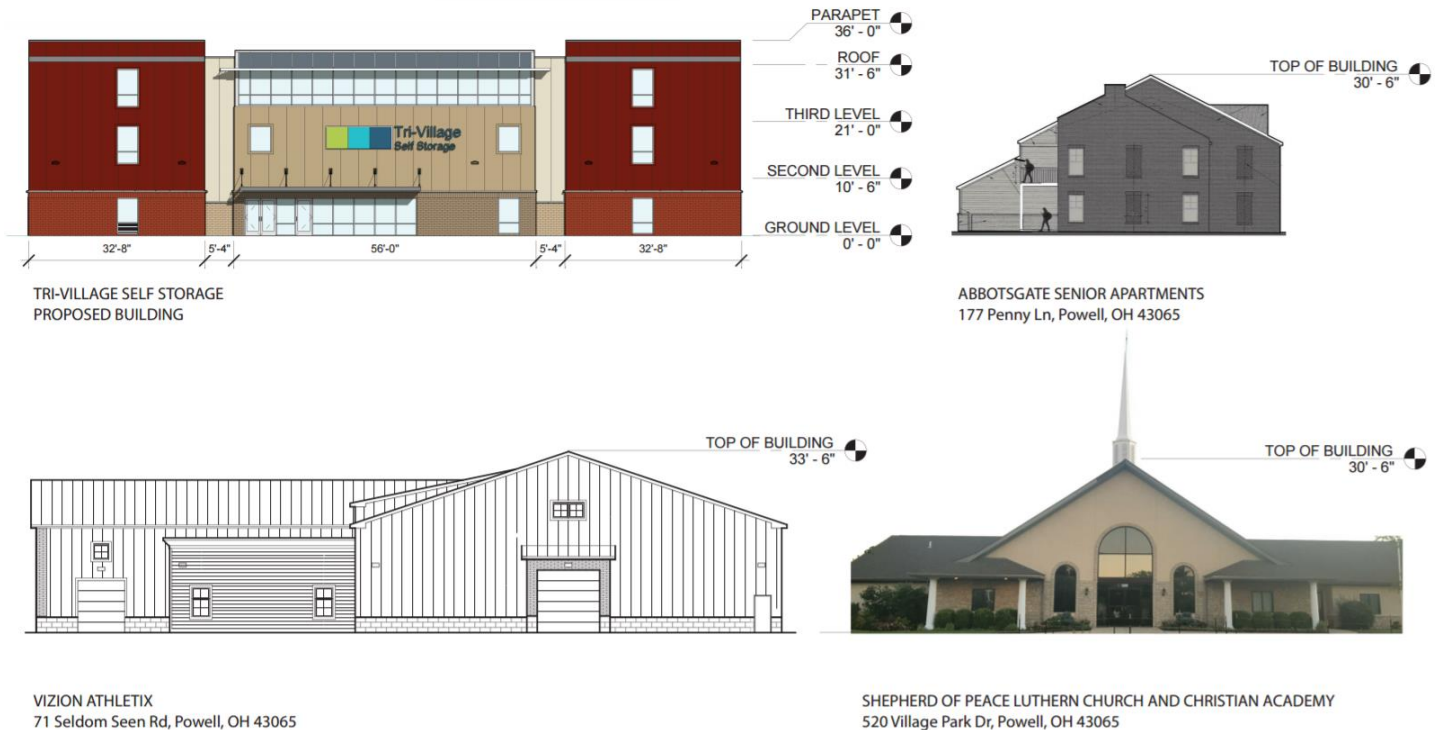 PARAPET
36' - 0"
ROOF
31' - 6"
THIRD LEVEL
21' - 0"
SECOND LEVEL
10' - 6"
GROUND LEVEL
0' - 0"
Tri-Village
Self Storage
32'-8"
5'-4"
56'-0"
5'-4"
32'-8"
TRI-VILLAGE SELF STORAGE
PROPOSED BUILDING
TOP OF BUILDING
30' - 6"
ABBOTSGATE SENIOR APARTMENTS
177 Penny Ln, Powell, OH 43065
TOP OF BUILDING
33' - 6"
VIZION ATHLETIX
71 Seldom Seen Rd, Powell, OH 43065
TOP OF BUILDING
30' - 6"
SHEPHERD OF PEACE LUTHERN CHURCH AND CHRISTIAN ACADEMY
520 Village Park Dr, Powell, OH 43065